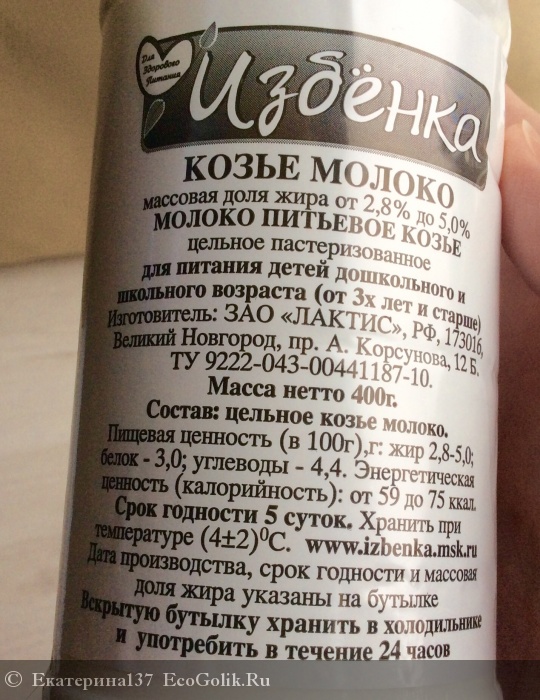 Для
Здорового
Питания
Избёнка
КОЗЬЕ МОЛОКО
массовая доля жира от 2,8% до 5,0%
МОЛОКО ПИТЬЕВОЕ КОЗЬЕ
цельное пастеризованное
для питания детей дошкольного и
школьного возраста (от 3х лет и старше)
Изготовитель: ЗАО «ЛАКТИС», РФ, 173016,
Великий Новгород, пр. А. Корсунова, 12 Б.
ТУ 9222-043-00441187-10.
Масса нетто 400г.
Состав: цельное козье молоко.
Пищевая ценность (в 100г),г: жир 2,8-5,0;
белок - 3,0; углеводы - 4,4. Энергетическая
ценность (калорийность): от 59 до 75 ккал.
Срок годности 5 суток. Хранить при
температуре (4±2)⁰С. www.izbenka.msk.ru
Дата производства, срок годности и массовая
доля жира указаны на бутылке
Вскрытую бутылку хранить в холодильнике
и употребить в течение 24 часов
© Екатерина137 EcoGolik.Ru